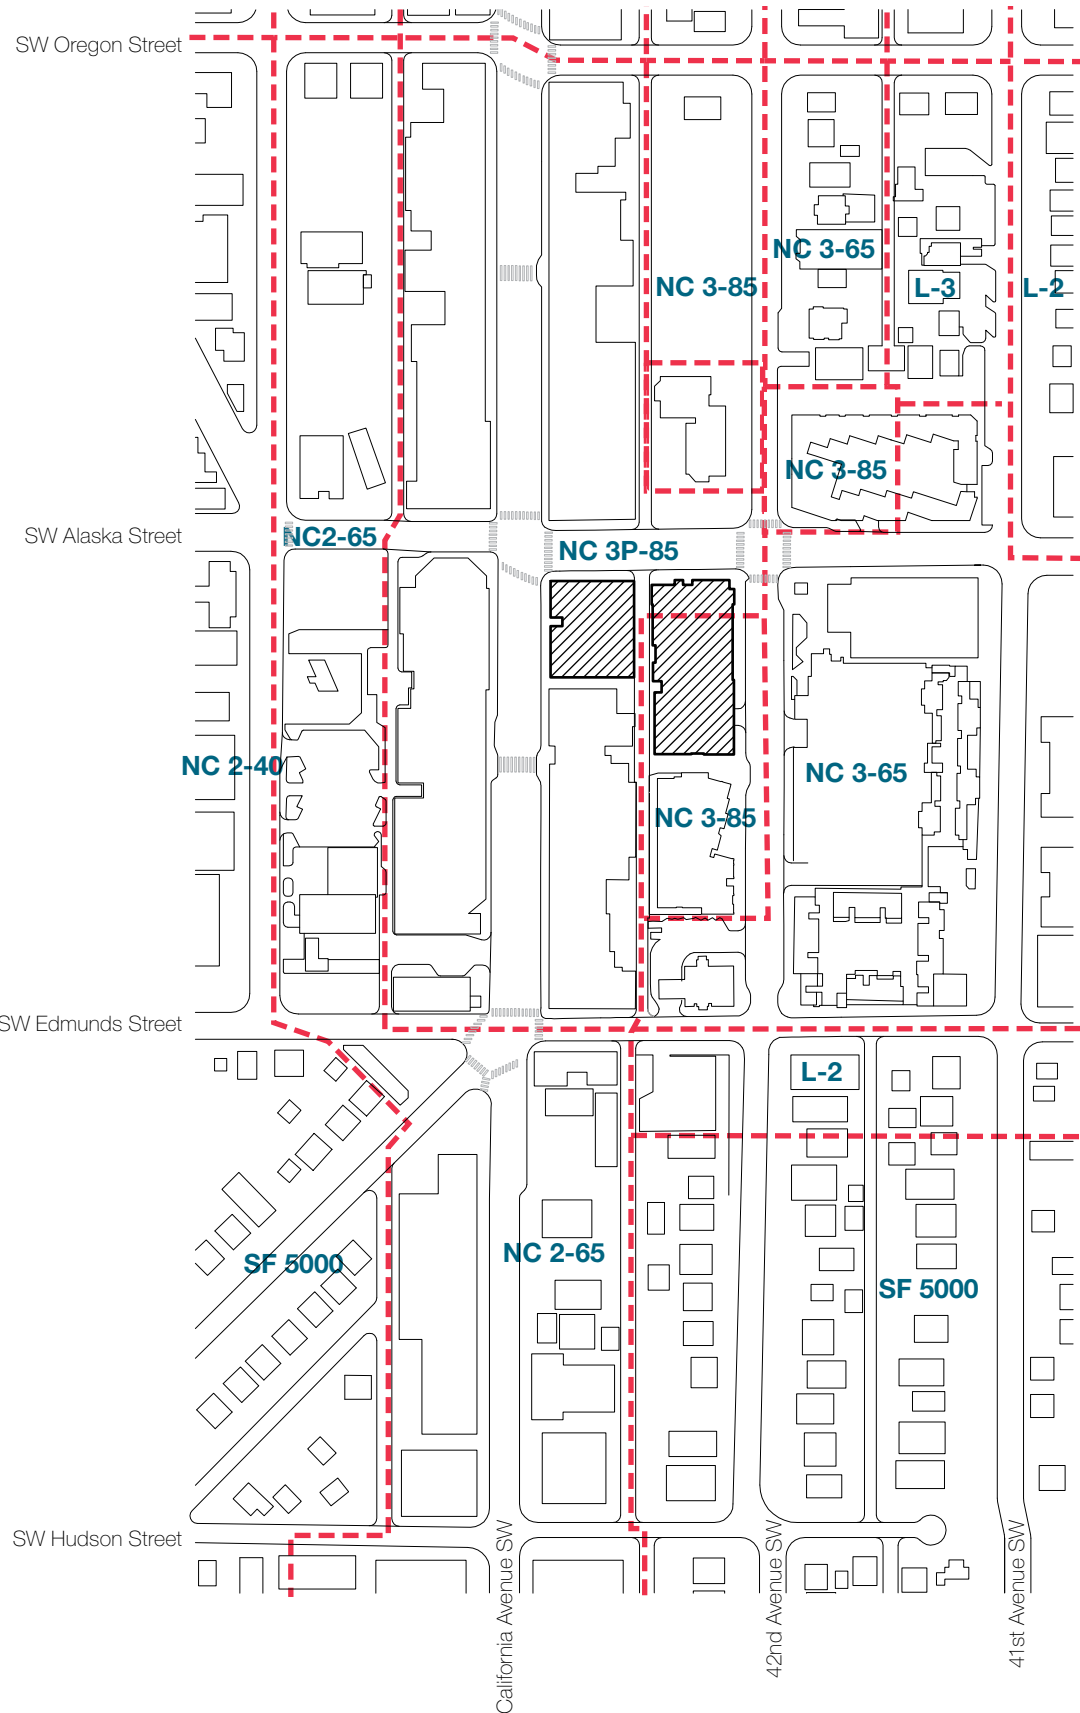 SW Oregon Street
NC 3-65
NC 3-85
L-3
L-2
NC 3-85
SW Alaska Street
NC2-65
NC 3P-85
NC 2-40
NC 3-65
NC 3-85
SW Edmunds Street
L-2
NC 2-65
SF 5000
SF 5000
SW Hudson Street
California Avenue SW
42nd Avenue SW
41st Avenue SW